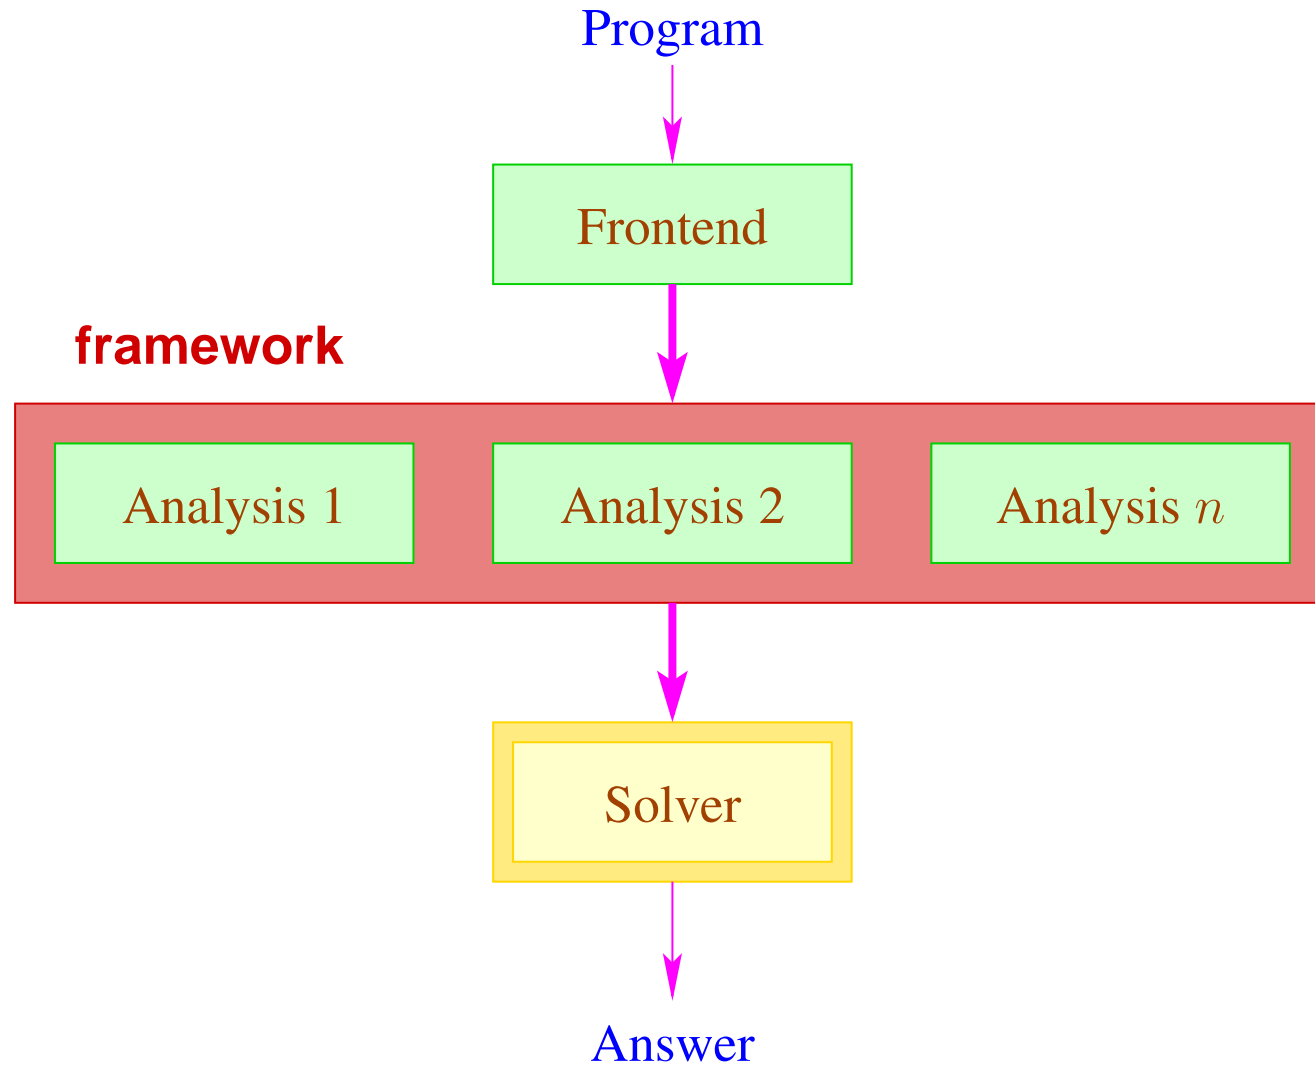 Program
Frontend
framework
Analysis 1
Analysis 2
Analysis n
Solver
Answer